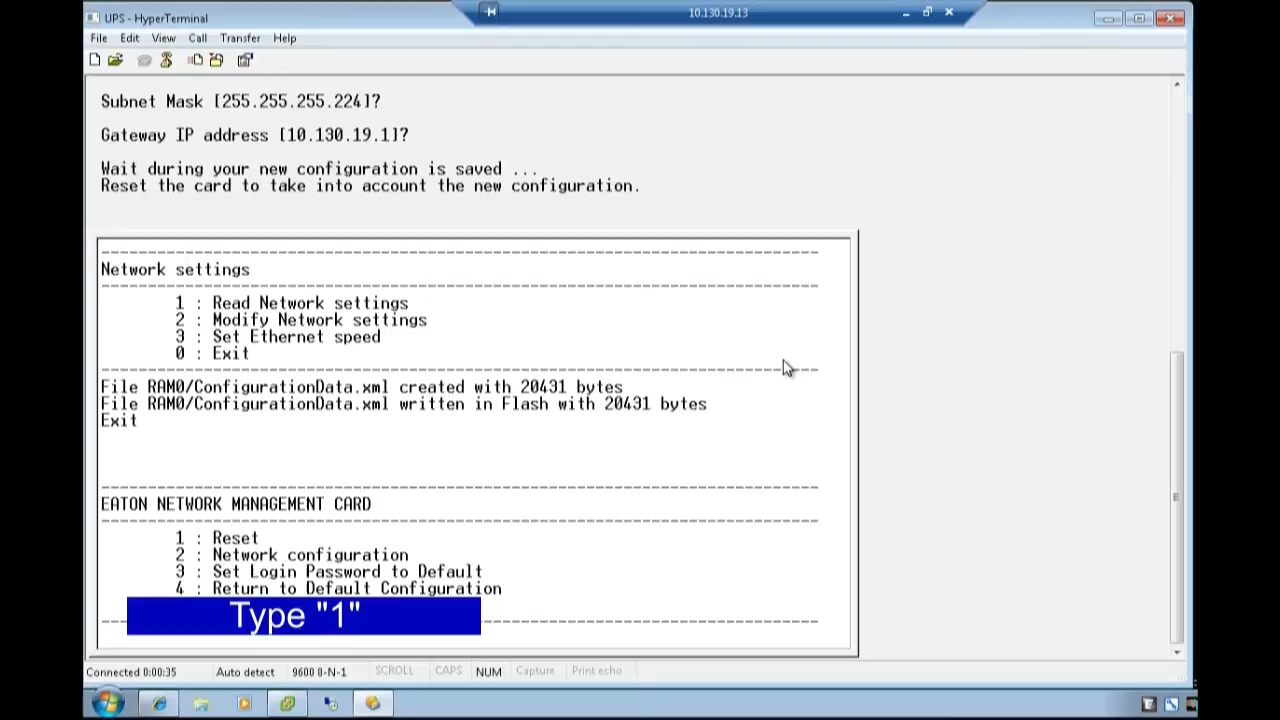 UPS - HyperTerminal
10.130.19.13
File Edit View Call Transfer Help
Subnet Mask [255.255.255.224]?
Gateway IP address [10.130.19.1]?
Wait during your new configuration is saved ...
Reset the card to take into account the new configuration.
--------------------------------------------------------------------
Network settings
--------------------------------------------------------------------
1 : Read Network settings
2 : Modify Network settings
3 : Set Ethernet speed
0 : Exit
--------------------------------------------------------------------
File RAM0/ConfigurationData.xml created with 20431 bytes
File RAM0/ConfigurationData.xml written in Flash with 20431 bytes
Exit
--------------------------------------------------------------------
EATON NETWORK MANAGEMENT CARD
--------------------------------------------------------------------
1 : Reset
2 : Network configuration
3 : Set Login Password to Default
4 : Return to Default Configuration
Type "1"
Connected 0:00:35 Auto detect 9600 8-N-1 SCROLL CAPS NUM Capture Print echo